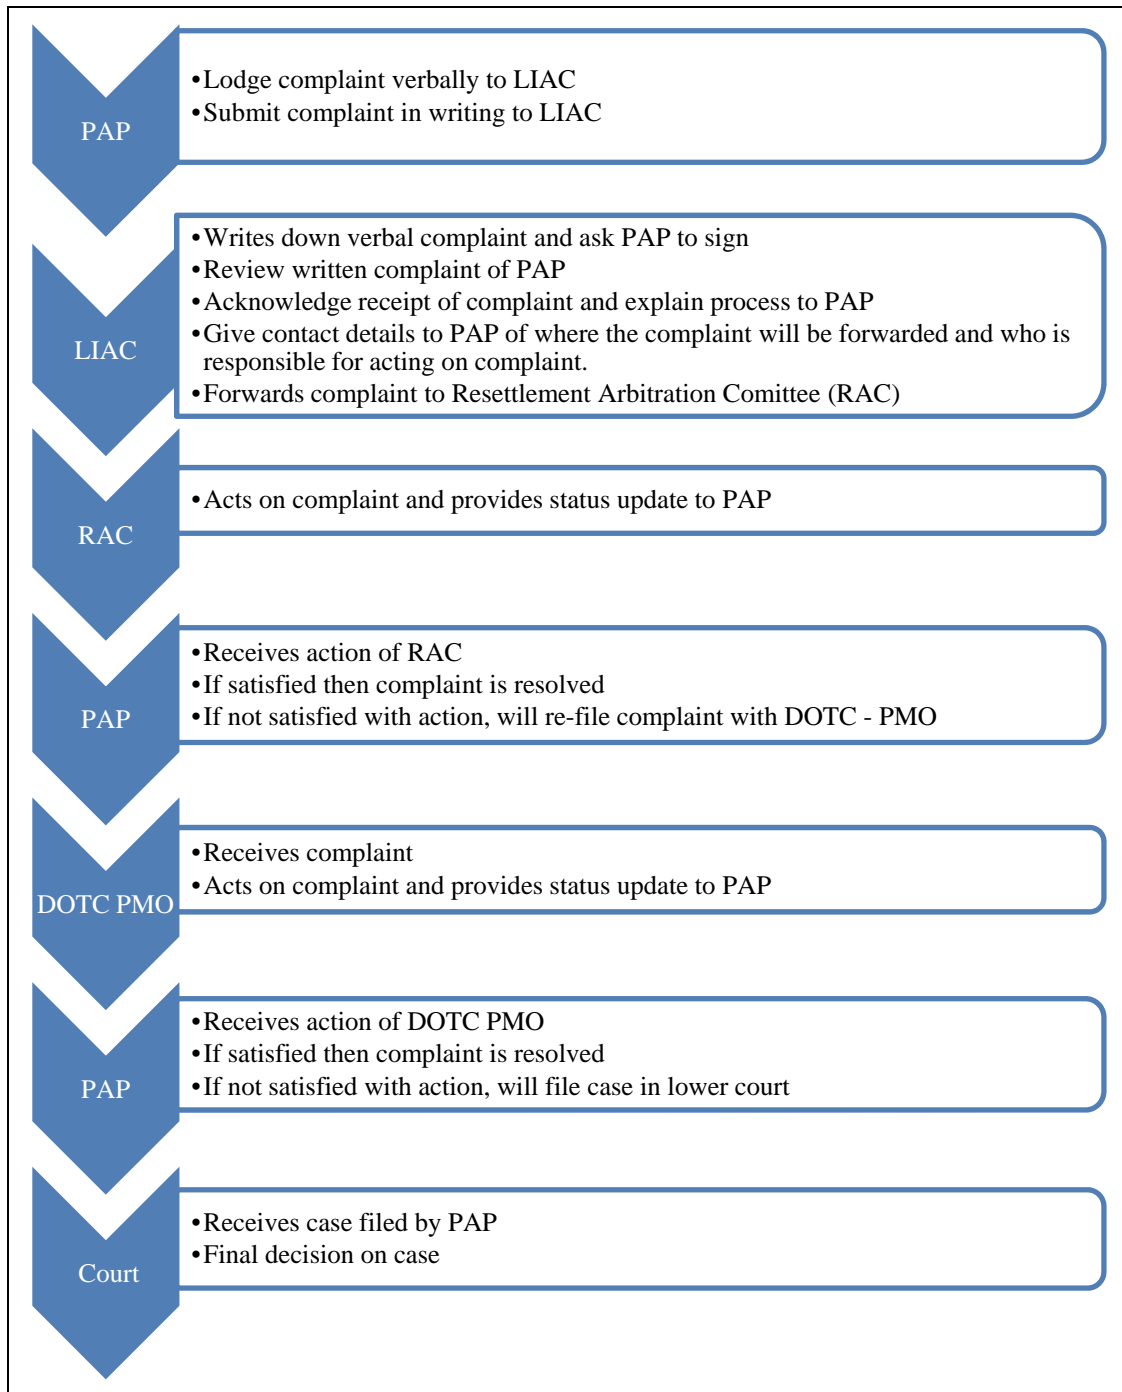 PAP
•Lodge complaint verbally to LIAC
•Submit complaint in writing to LIAC
LIAC
•Writes down verbal complaint and ask PAP to sign
•Review written complaint of PAP
•Acknowledge receipt of complaint and explain process to PAP
•Give contact details to PAP of where the complaint will be forwarded and who is
responsible for acting on complaint.
•Forwards complaint to Resettlement Arbitration Comittee (RAC)
RAC
•Acts on complaint and provides status update to PAP
PAP
•Receives action of RAC
•If satisfied then complaint is resolved
•If not satisfied with action, will re-file complaint with DOTC - PMO
DOTC PMO
•Receives complaint
•Acts on complaint and provides status update to PAP
PAP
•Receives action of DOTC PMO
•If satisfied then complaint is resolved
•If not satisfied with action, will file case in lower court
Court
•Receives case filed by PAP
•Final decision on case